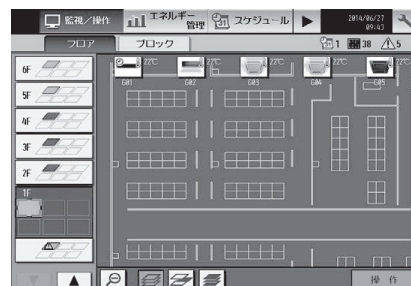 監視/操作 エネルギー管理 スケジュール 2014/06/27 09:43
フロア ブロック 31 1 38 5
6F 22℃ 22℃ 22℃ 22℃ 22℃
G01 G02 G03 G04 G05
5F
4F
3F
2F
1F
操作